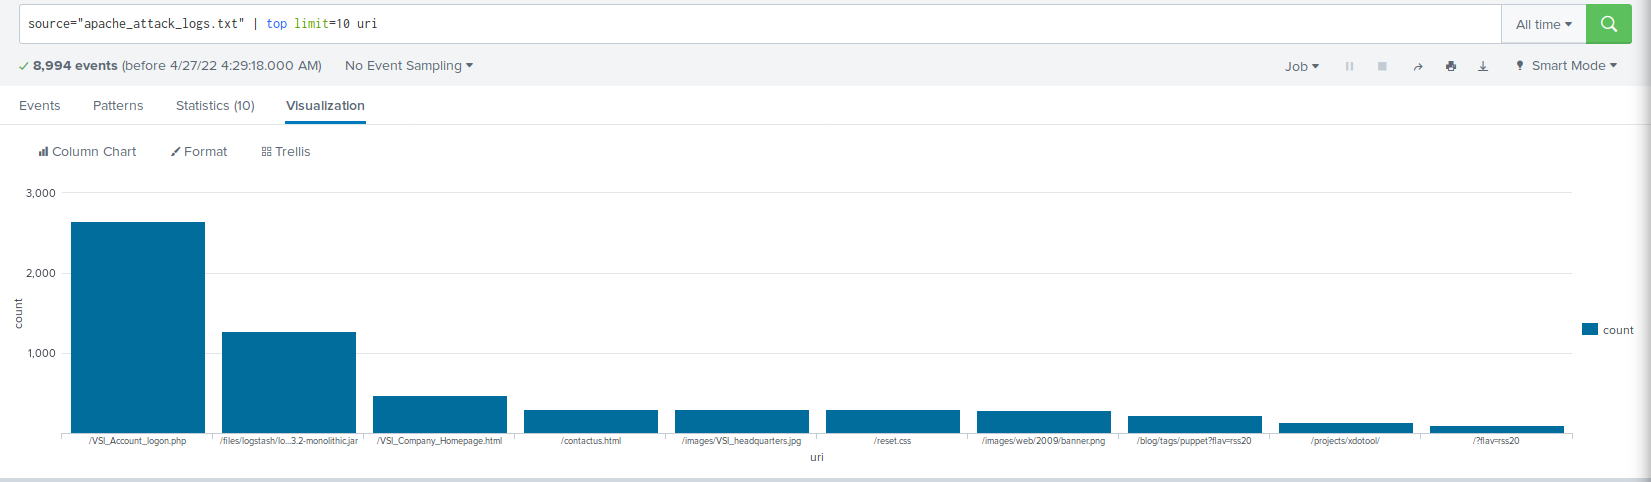 source="apache_attack_logs.txt" | top limit=10 uri
All time
8,994 events (before 4/27/22 4:29:18.000 AM)
No Event Sampling
Job
Smart Mode
Events
Patterns
Statistics (10)
Visualization
Column Chart
Format
Trellis
3,000
2,000
1,000
count
count
/VSI_Account_logon.php
/files/logstash/lo...3.2-monolithic.jar
/VSI_Company_Homepage.html
/contactus.html
/images/VSI_headquarters.jpg
/reset.css
/images/web/2009/banner.png
/blog/tags/puppet?flav=rss20
/projects/xdotool/
/?flav=rss20
uri